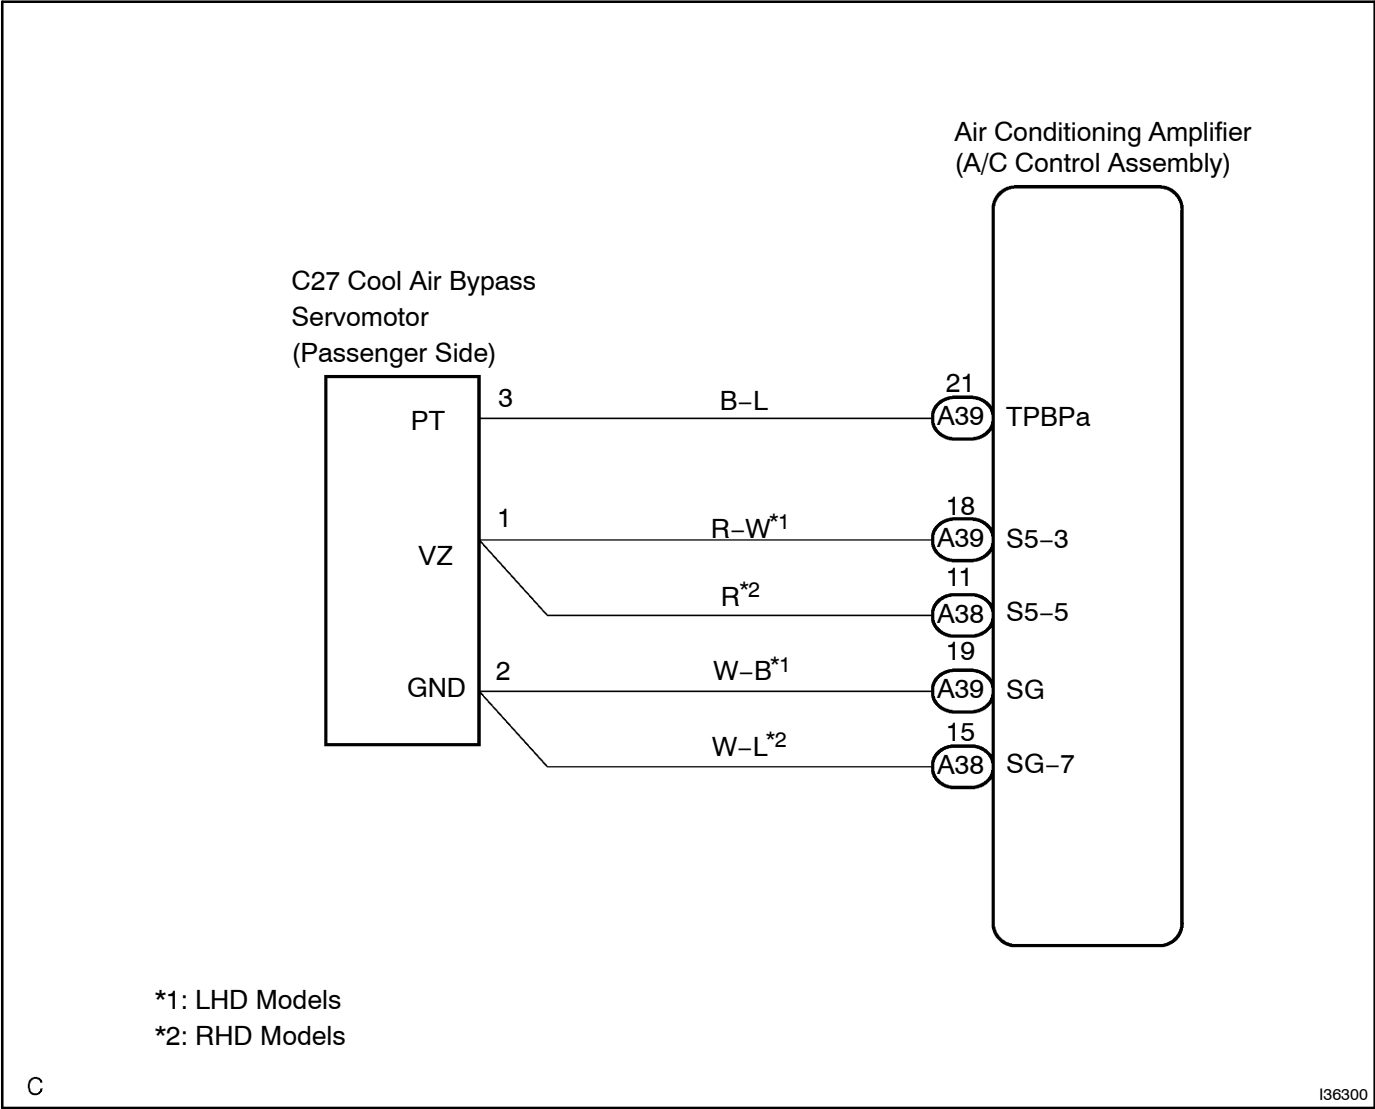 Air Conditioning Amplifier
(A/C Control Assembly)
C27 Cool Air Bypass
Servomotor
(Passenger Side)
PT
3
B−L
21
A39
TPBPa
VZ
1
R−W*1
18
A39
S5−3
R*2
11
A38
S5−5
GND
2
W−B*1
19
A39
SG
W−L*2
15
A38
SG−7
*1: LHD Models
*2: RHD Models
C
I36300